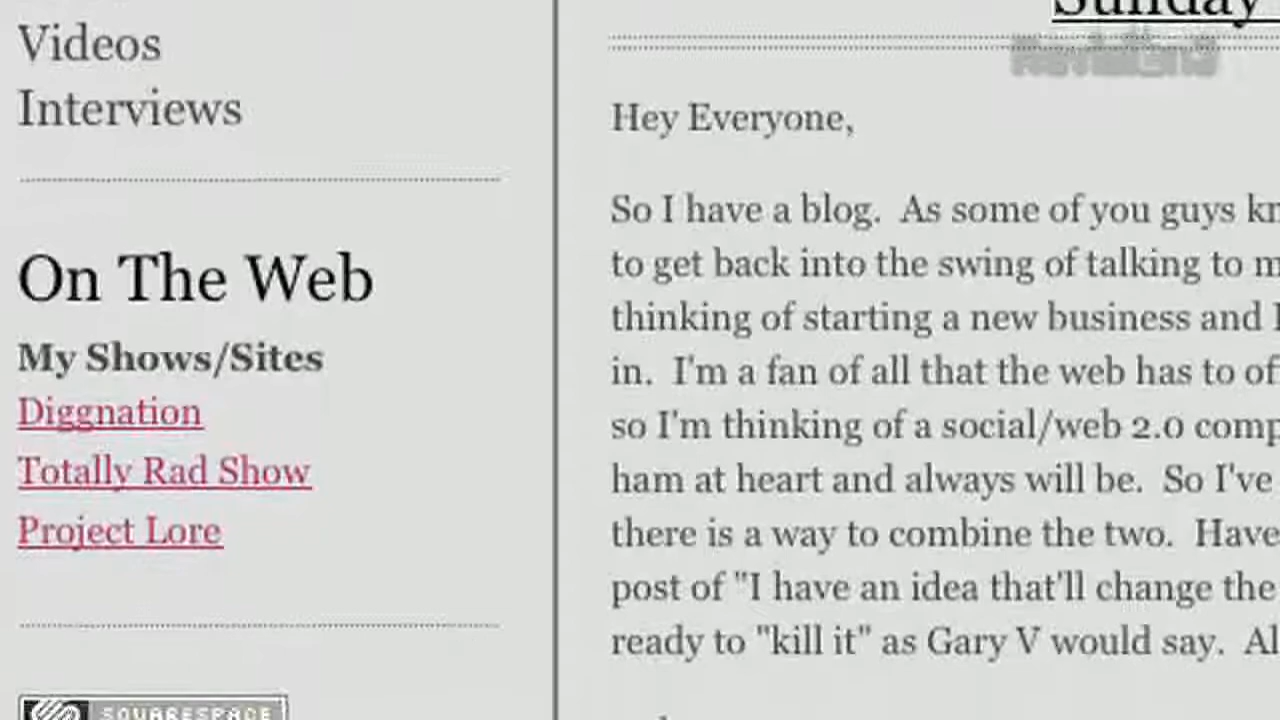 Videos
Interviews
On The Web
My Shows/Sites
Diggnation
Totally Rad Show
Project Lore
SQUARESPACE
Sunday
Hey Everyone,
So I have a blog.  As some of you guys kn
to get back into the swing of talking to m
thinking of starting a new business and I
in.  I'm a fan of all that the web has to of
so I'm thinking of a social/web 2.0 comp
ham at heart and always will be.  So I've
there is a way to combine the two.  Have
post of "I have an idea that'll change the
ready to "kill it" as Gary V would say.  Al